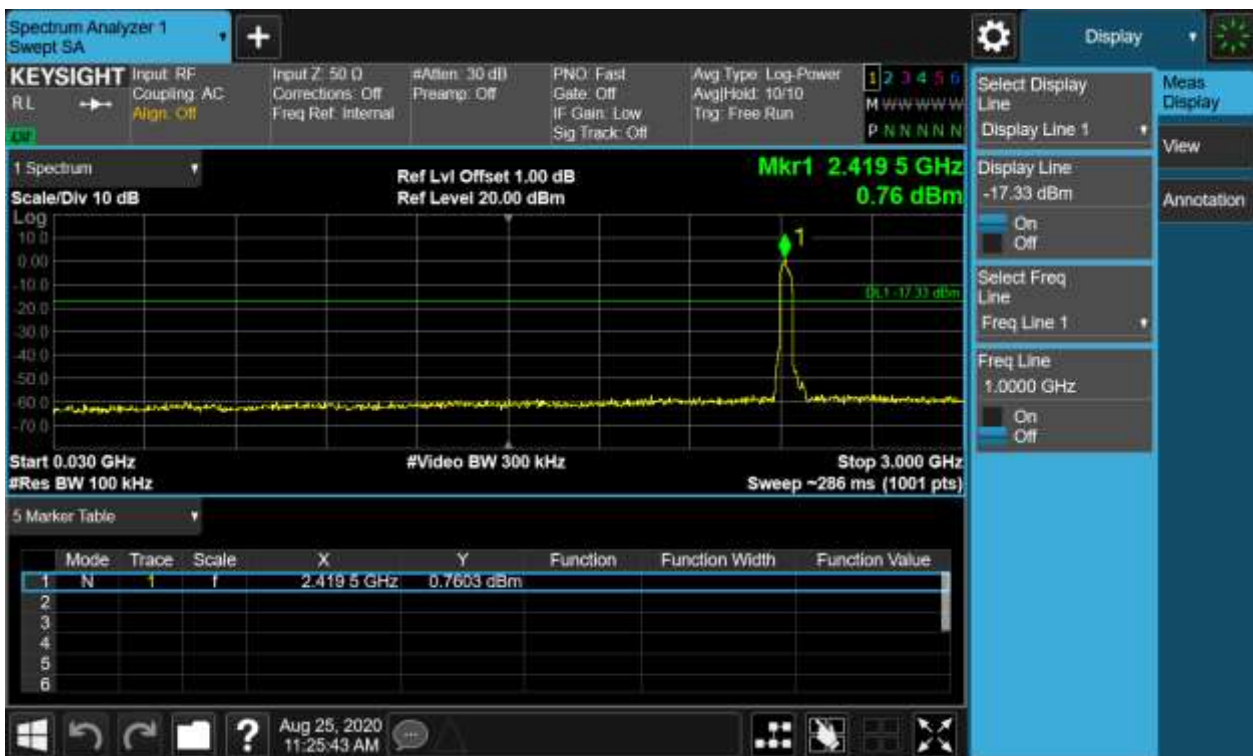 Spectrum Analyzer 1
Swept SA
+
Display
KEYSIGHT
RL
Input: RF
Coupling: AC
Align: Off
Input Z: 50 Ω
Corrections: Off
Freq Ref: Internal
#Atten: 30 dB
Preamp: Off
PNO: Fast
Gate: Off
IF Gain: Low
Sig Track: Off
Avg Type: Log-Power
Avg|Hold: 10/10
Trig: Free Run
1 2 3 4 5 6
M W W W W W
P N N N N N
1 Spectrum
Scale/Div 10 dB
Ref Lvl Offset 1.00 dB
Ref Level 20.00 dBm
Mkr1 2.419 5 GHz
0.76 dBm
Log
10.0
0.00
-10.0
-20.0
-30.0
-40.0
-50.0
-60.0
-70.0
1
DL1 -17.33 dBm
Start 0.030 GHz
#Res BW 100 kHz
#Video BW 300 kHz
Stop 3.000 GHz
Sweep ~286 ms (1001 pts)
5 Marker Table
Mode Trace Scale X Y Function Function Width Function Value
1 N 1 f 2.419 5 GHz 0.7603 dBm
2
3
4
5
6
Select Display
Line
Display Line 1
Display Line
-17.33 dBm
On
Off
Select Freq
Line
Freq Line 1
Freq Line
1.0000 GHz
On
Off
Meas
Display
View
Annotation
?
Aug 25, 2020
11:25:43 AM